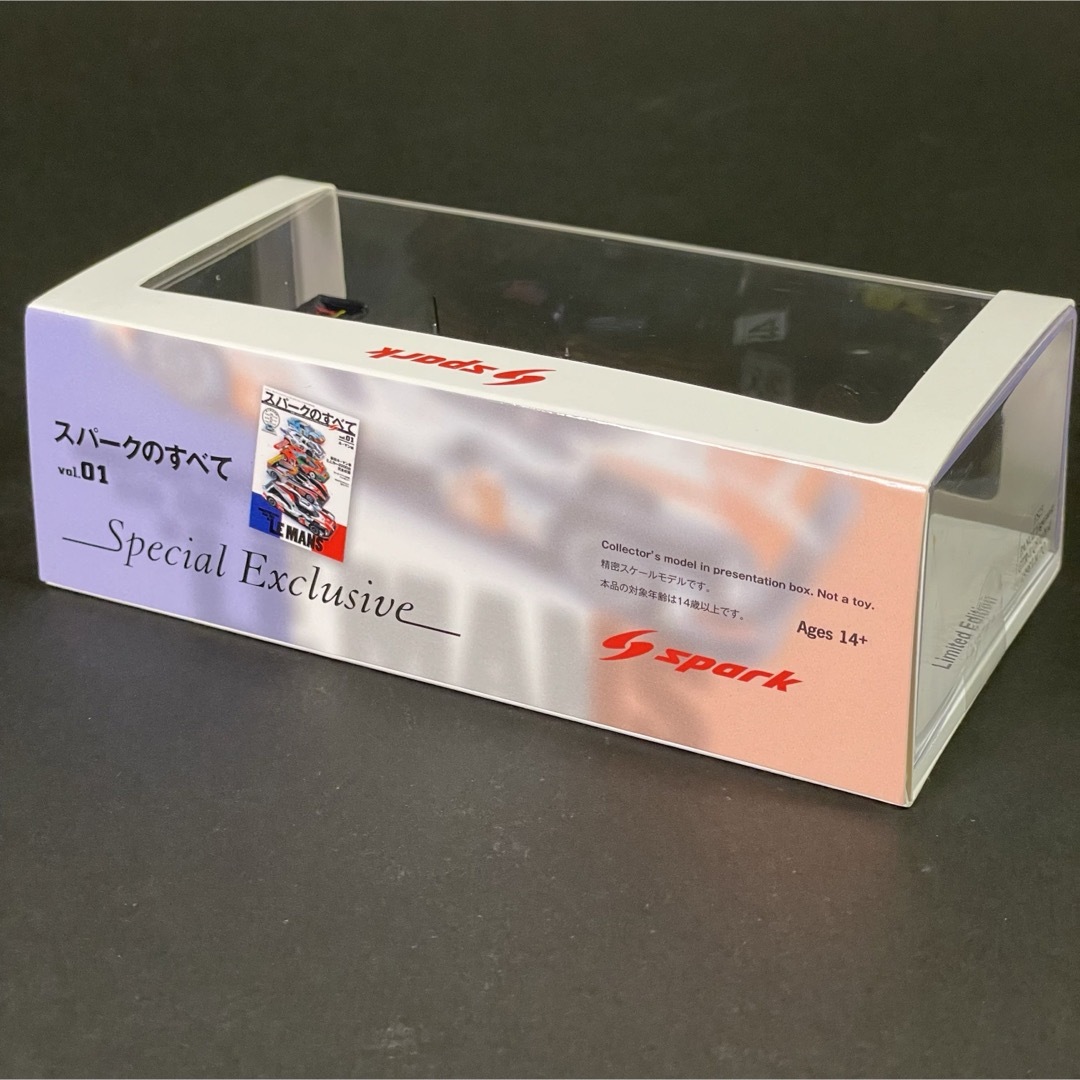 spark
スパークのすべて
vol.01
スパークのすべて
vol.01
LE MANS
Special Exclusive
Collector's model in presentation box. Not a toy.
精密スケールモデルです。
本品の対象年齢は14歳以上です。
Ages 14+
spark
Limited Edition